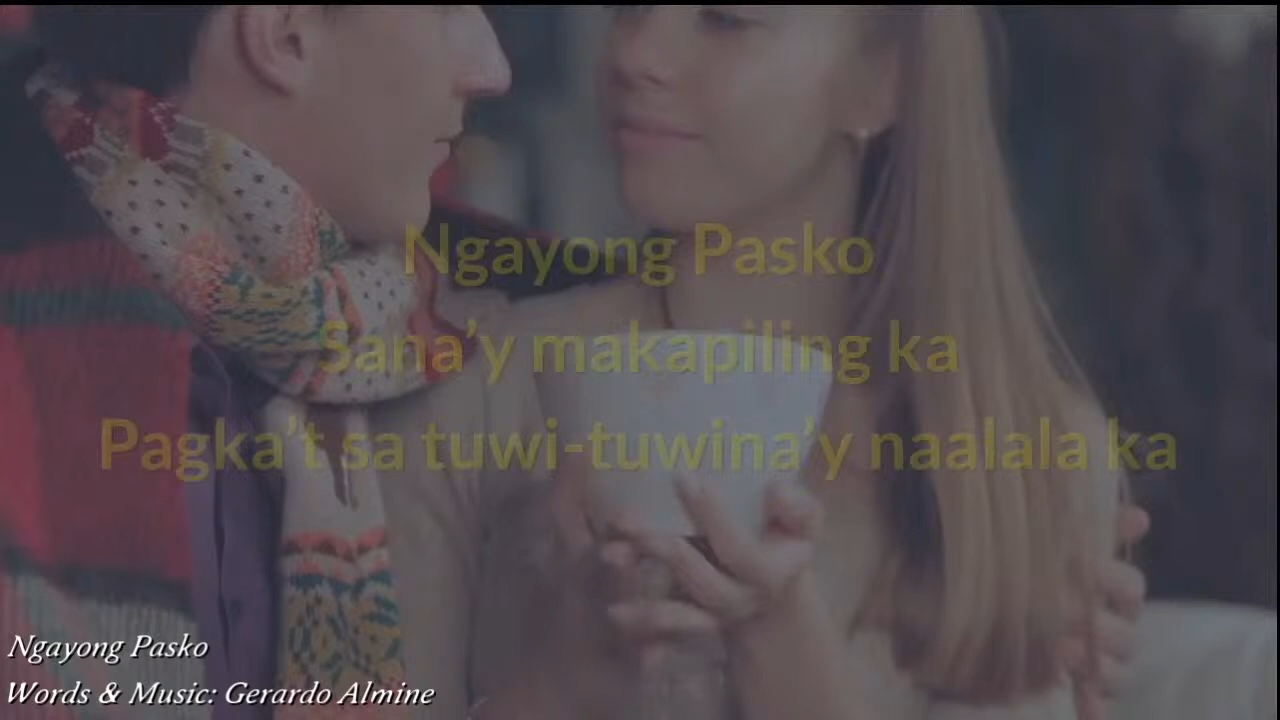 Ngayong Pasko
Sana’y makapiling ka
Pagka’t sa tuwi-tuwina’y naalala ka
Ngayong Pasko
Words & Music: Gerardo Almine